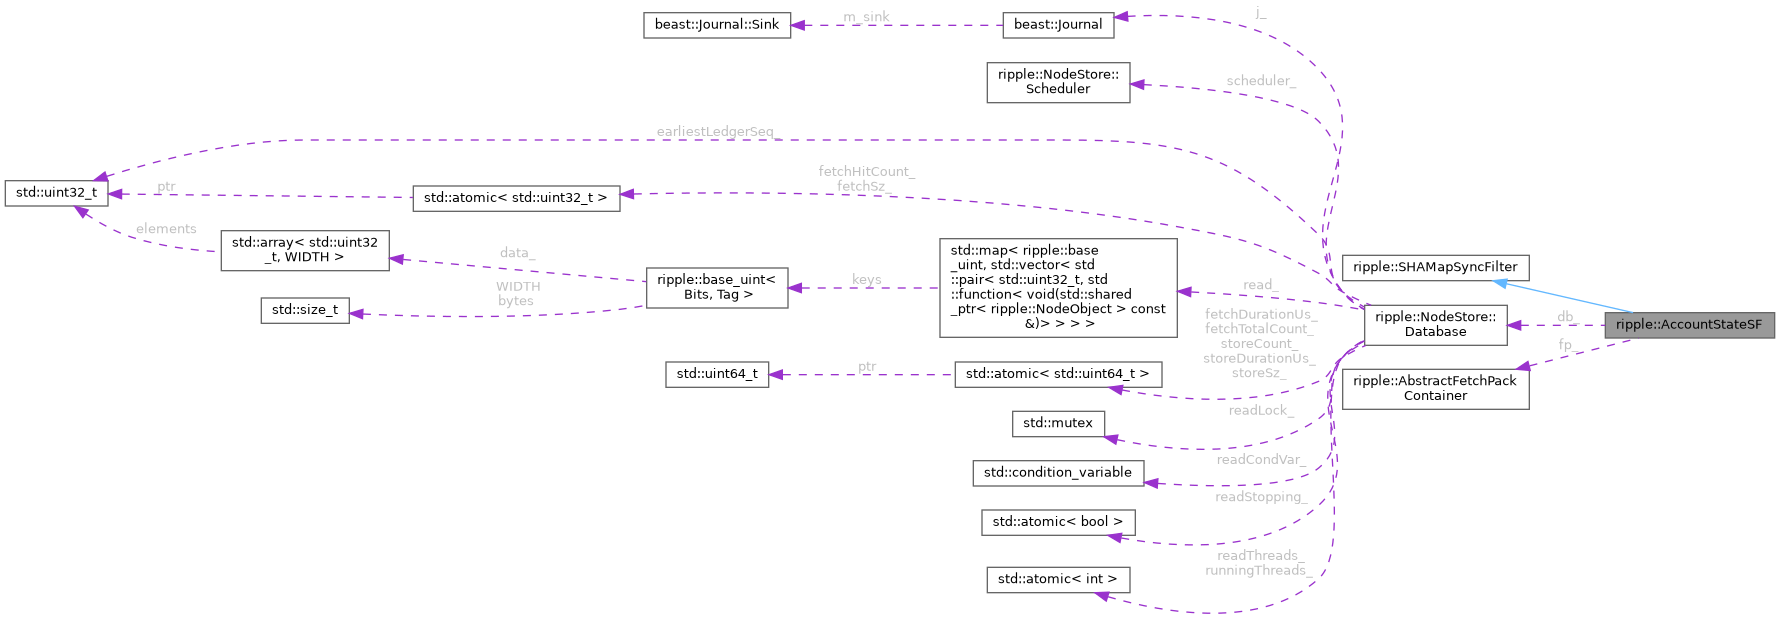 beast::Journal::Sink
m_sink
beast::Journal
j_
ripple::NodeStore::
Scheduler
scheduler_
earliestLedgerSeq_
std::uint32_t
ptr
std::atomic< std::uint32_t >
fetchHitCount_
fetchSz_
elements
std::array< std::uint32
_t, WIDTH >
data_
ripple::base_uint<
Bits, Tag >
WIDTH
bytes
std::size_t
keys
std::map< ripple::base
_uint, std::vector< std
::pair< std::uint32_t, std
::function< void(std::shared
_ptr< ripple::NodeObject > const
&)> > > >
read_
ripple::SHAMapSyncFilter
ripple::NodeStore::
Database
db_
ripple::AccountStateSF
fp_
ripple::AbstractFetchPack
Container
fetchDurationUs_
fetchTotalCount_
storeCount_
storeDurationUs_
storeSz_
std::uint64_t
ptr
std::atomic< std::uint64_t >
std::mutex
readLock_
std::condition_variable
readCondVar_
std::atomic< bool >
readStopping_
std::atomic< int >
readThreads_
runningThreads_